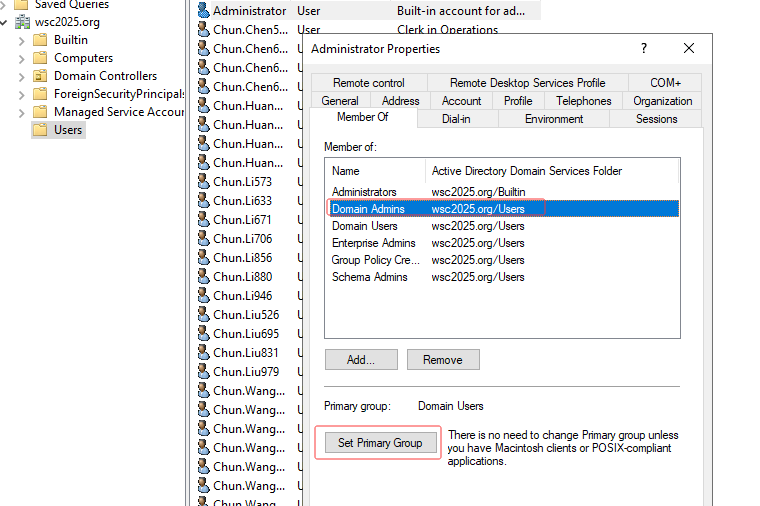 Saved Queries
wsc2025.org
Builtin
Computers
Domain Controllers
ForeignSecurityPrincipals
Managed Service Accour
Users
Administrator User Built-in account for ad...
Chun.Chen5... User Clerk in Operations
Chun.Chen6... U
Chun.Chen6... U
Chun.Chen6... U
Chun.Huan... U
Chun.Huan... U
Chun.Huan... U
Chun.Huan... U
Chun.Li573 U
Chun.Li633 U
Chun.Li671 U
Chun.Li706 U
Chun.Li856 U
Chun.Li880 U
Chun.Li946 U
Chun.Liu526 U
Chun.Liu695 U
Chun.Liu831 U
Chun.Liu979 U
Chun.Wang... U
Chun.Wang... U
Chun.Wang... U
Chun.Wang... U
Chun.Wang... U
Chun.Wang... U
Chun.Wang... U
Administrator Properties ? ×
Remote control Remote Desktop Services Profile COM+
General Address Account Profile Telephones Organization
Member Of Dial-in Environment Sessions
Member of:
Name Active Directory Domain Services Folder
Administrators wsc2025.org/Builtin
Domain Admins wsc2025.org/Users
Domain Users wsc2025.org/Users
Enterprise Admins wsc2025.org/Users
Group Policy Cre... wsc2025.org/Users
Schema Admins wsc2025.org/Users
Add... Remove
Primary group: Domain Users
Set Primary Group
There is no need to change Primary group unless
you have Macintosh clients or POSIX-compliant
applications.